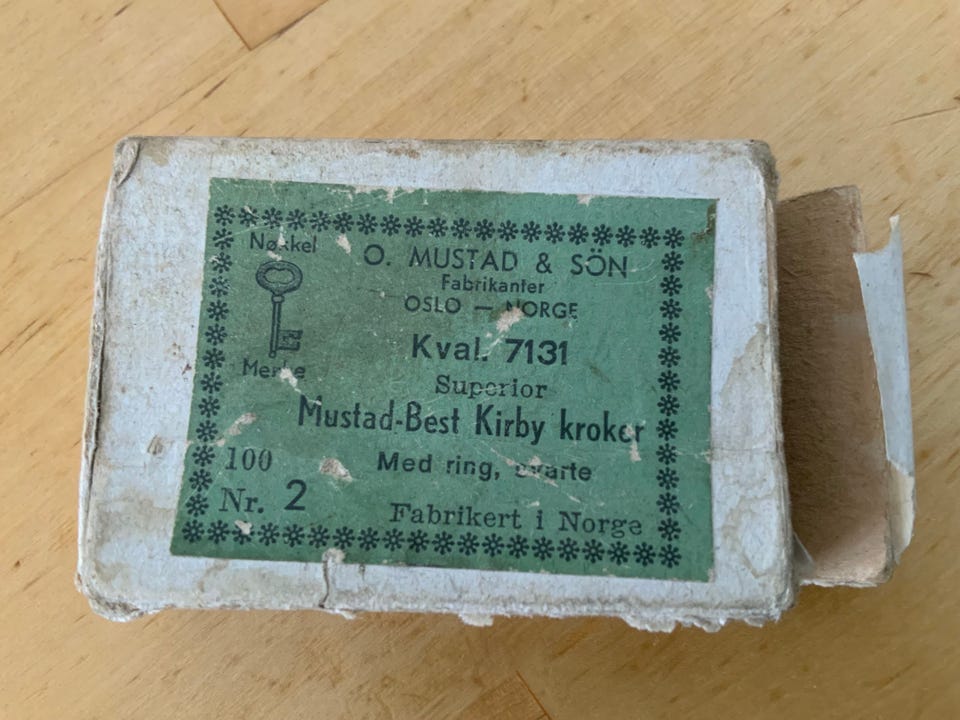 Nøkkel
Merke
O. MUSTAD & SÖN
Fabrikanter
OSLO — NORGE
Kval. 7131
Superior
Mustad-Best Kirby kroker
Med ring, svarte
100
Nr. 2
Fabrikert i Norge